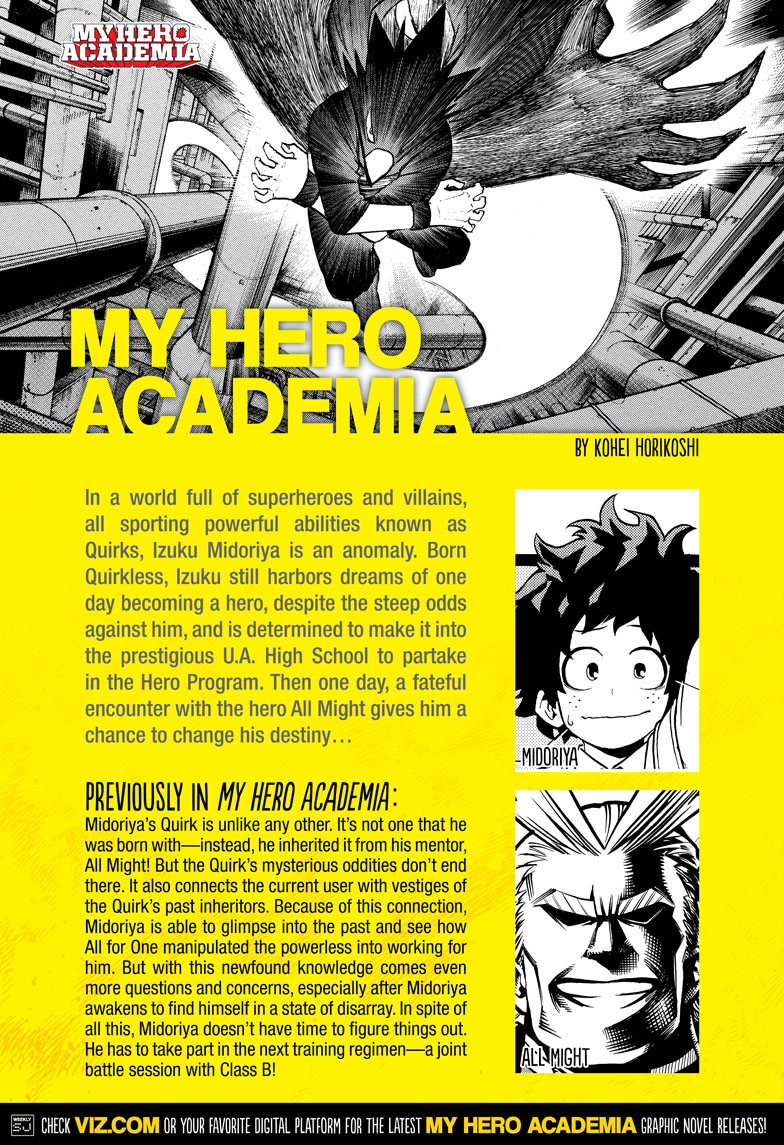 MY HERO
ACADEMIA
MY HERO
ACADEMIA
BY KOHEI HORIKOSHI
In a world full of superheroes and villains,
all sporting powerful abilities known as
Quirks, Izuku Midoriya is an anomaly. Born
Quirkless, Izuku still harbors dreams of one
day becoming a hero, despite the steep odds
against him, and is determined to make it into
the prestigious U.A. High School to partake
in the Hero Program. Then one day, a fateful
encounter with the hero All Might gives him a
chance to change his destiny…
MIDORIYA
PREVIOUSLY IN MY HERO ACADEMIA:
Midoriya's Quirk is unlike any other. It's not one that he
was born with—instead, he inherited it from his mentor,
All Might! But the Quirk's mysterious oddities don't end
there. It also connects the current user with vestiges of
the Quirk's past inheritors. Because of this connection,
Midoriya is able to glimpse into the past and see how
All for One manipulated the powerless into working for
him. But with this newfound knowledge comes even
more questions and concerns, especially after Midoriya
awakens to find himself in a state of disarray. In spite of
all this, Midoriya doesn't have time to figure things out.
He has to take part in the next training regimen—a joint
battle session with Class B!
ALL MIGHT
WEEKLY
SJ
CHECK VIZ.COM OR YOUR FAVORITE DIGITAL PLATFORM FOR THE LATEST MY HERO ACADEMIA GRAPHIC NOVEL RELEASES!